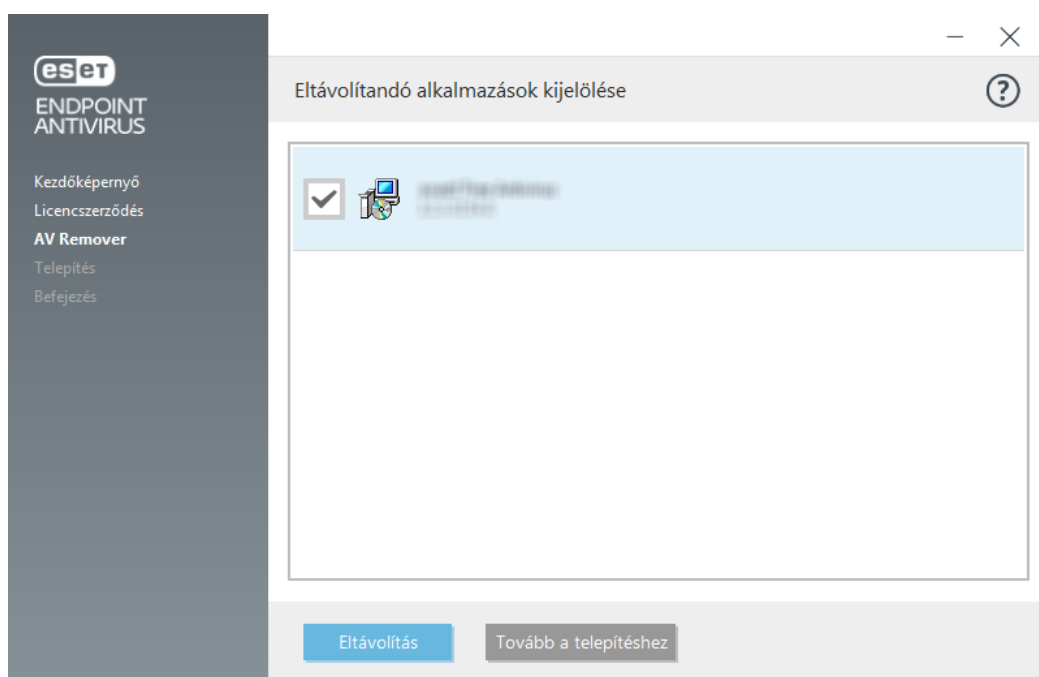 eseT
ENDPOINT
ANTIVIRUS
Kezdőképernyő
Licencszerződés
AV Remover
Telepítés
Befejezés
Eltávolítandó alkalmazások kijelölése
?
Eltávolítás
Tovább a telepítéshez